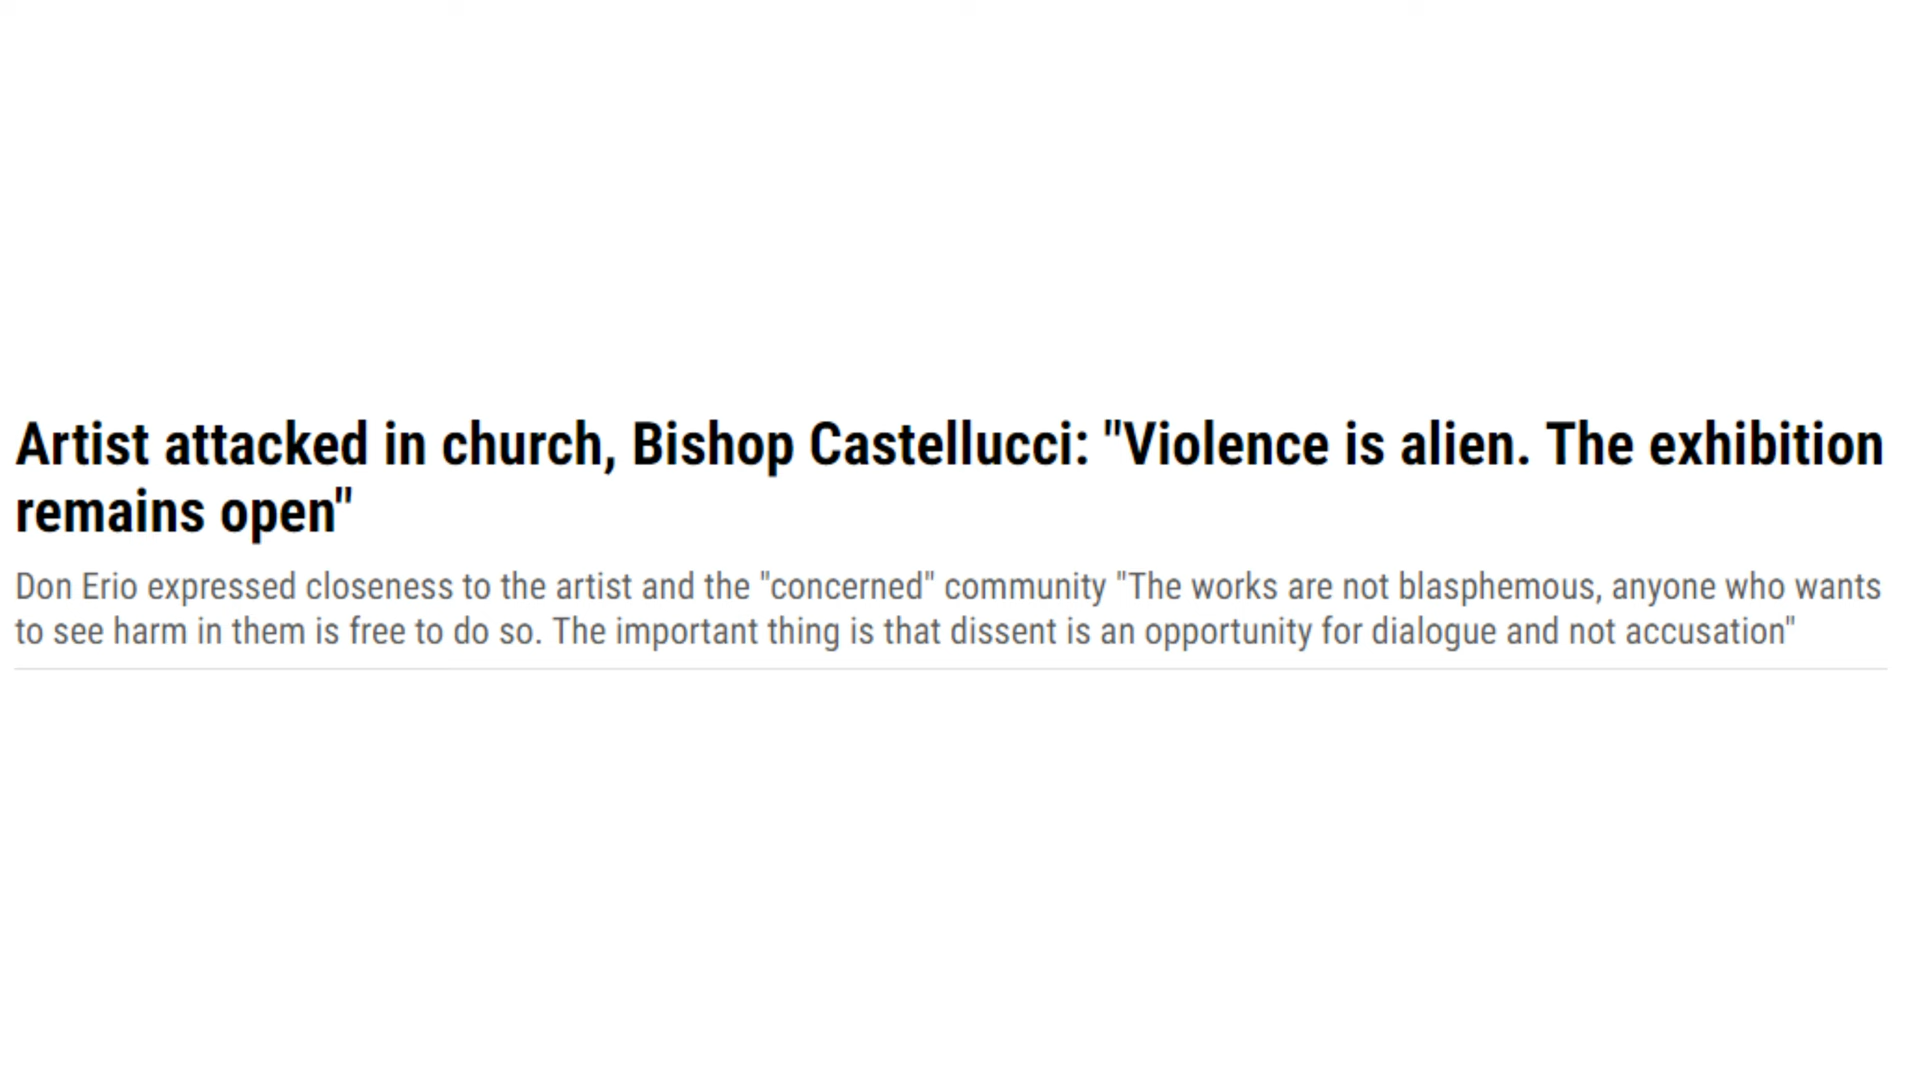 Artist attacked in church, Bishop Castellucci: "Violence is alien. The exhibition
remains open"
Don Erio expressed closeness to the artist and the "concerned" community "The works are not blasphemous, anyone who wants
to see harm in them is free to do so. The important thing is that dissent is an opportunity for dialogue and not accusation"